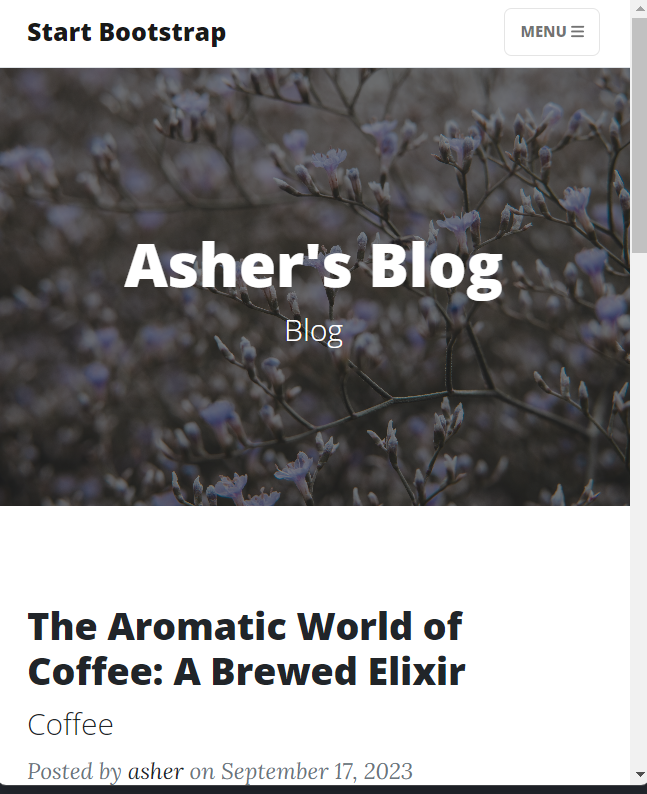 Start Bootstrap
MENU
Asher's Blog
Blog
The Aromatic World of
Coffee: A Brewed Elixir
Coffee
Posted by asher on September 17, 2023